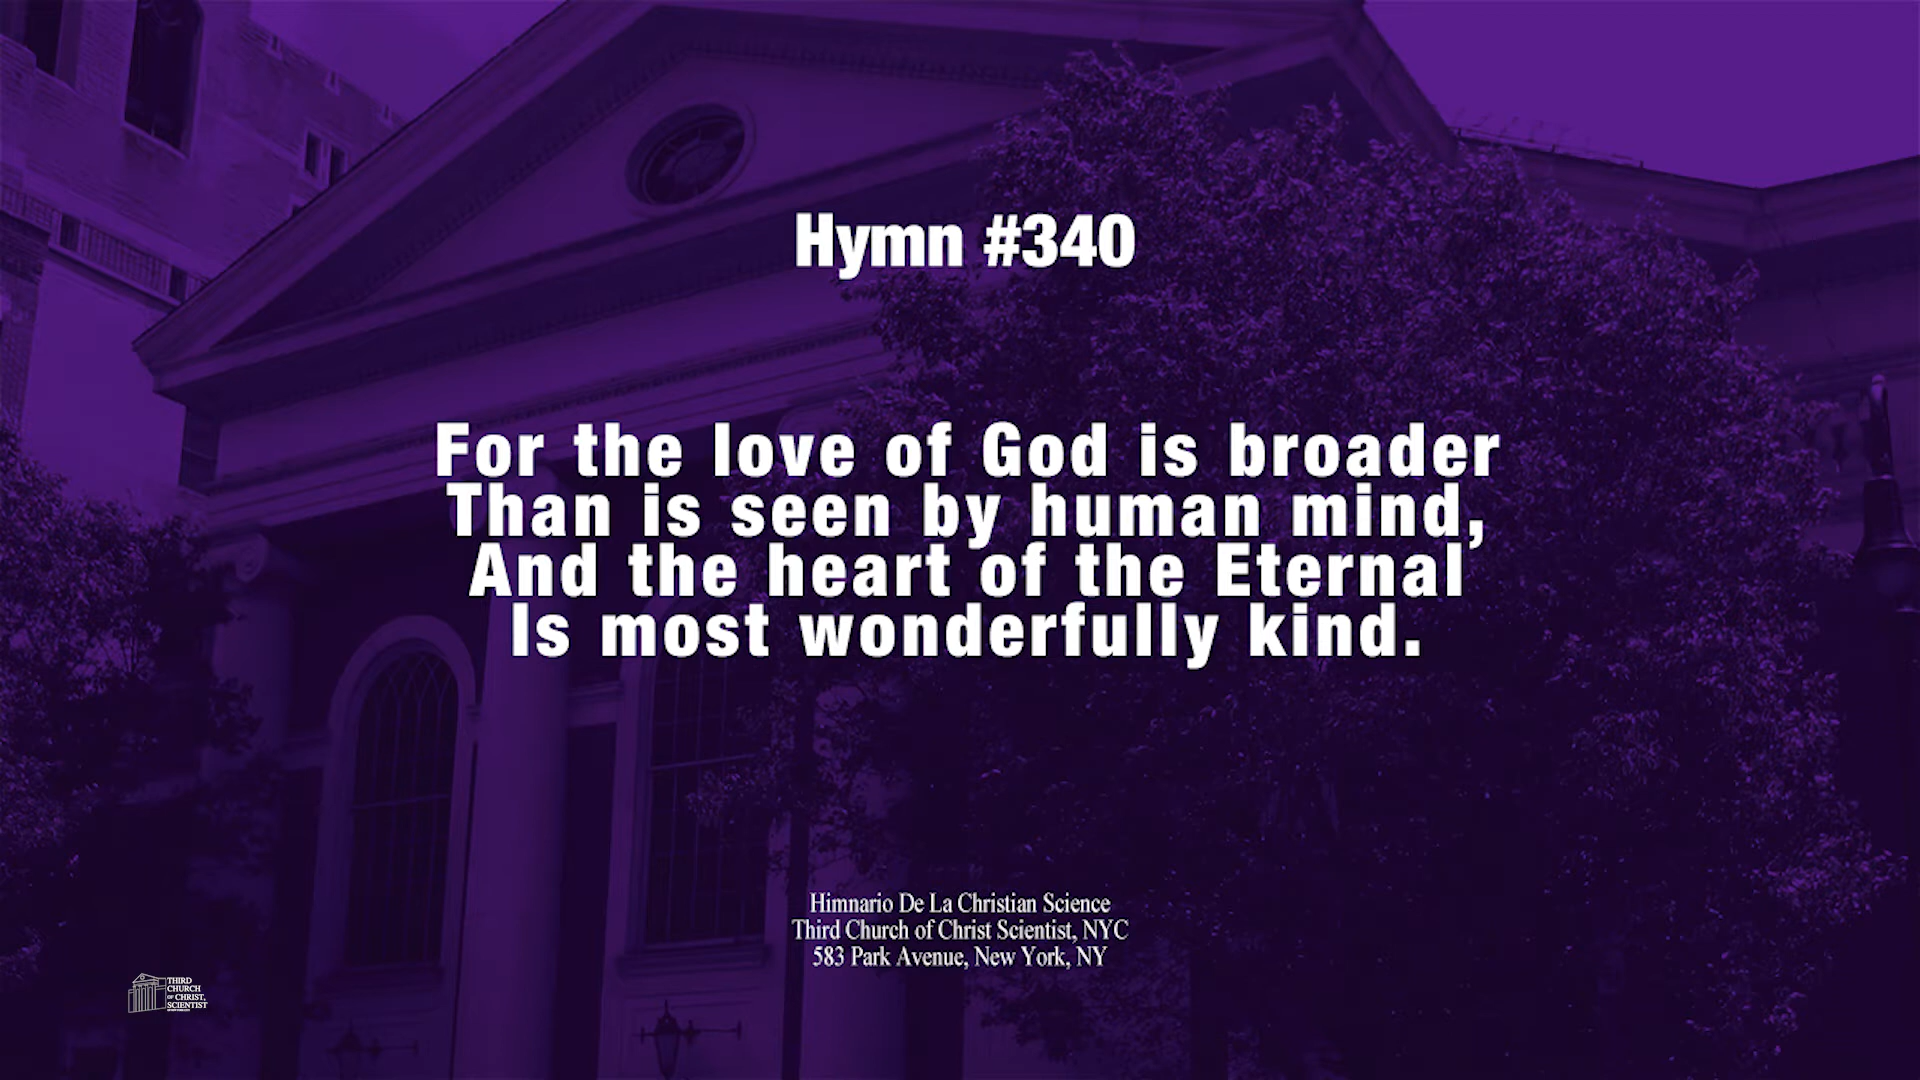 Hymn #340
For the love of God is broader
Than is seen by human mind,
And the heart of the Eternal
Is most wonderfully kind.
Himnario De La Christian Science
Third Church of Christ Scientist, NYC
583 Park Avenue, New York, NY
THIRD
CHURCH
OF CHRIST,
SCIENTIST